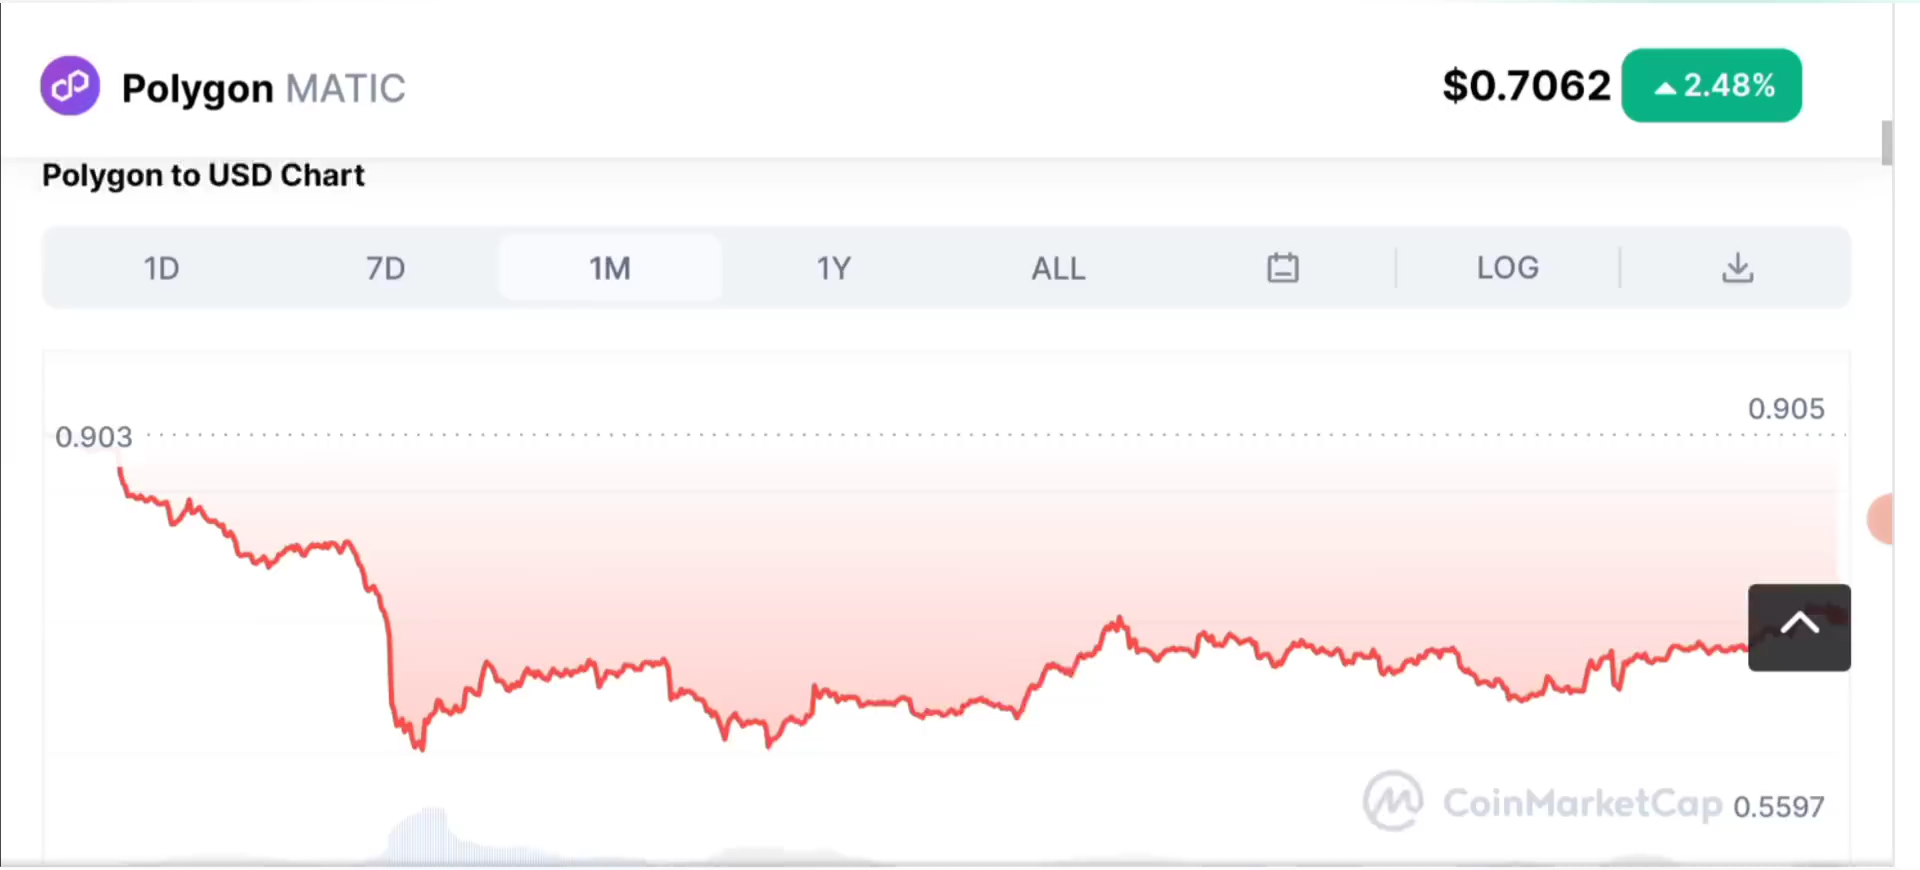 Polygon MATIC
$0.7062 2.48%
Polygon to USD Chart
1D 7D 1M 1Y ALL LOG
0.905
0.903
CoinMarketCap 0.5597